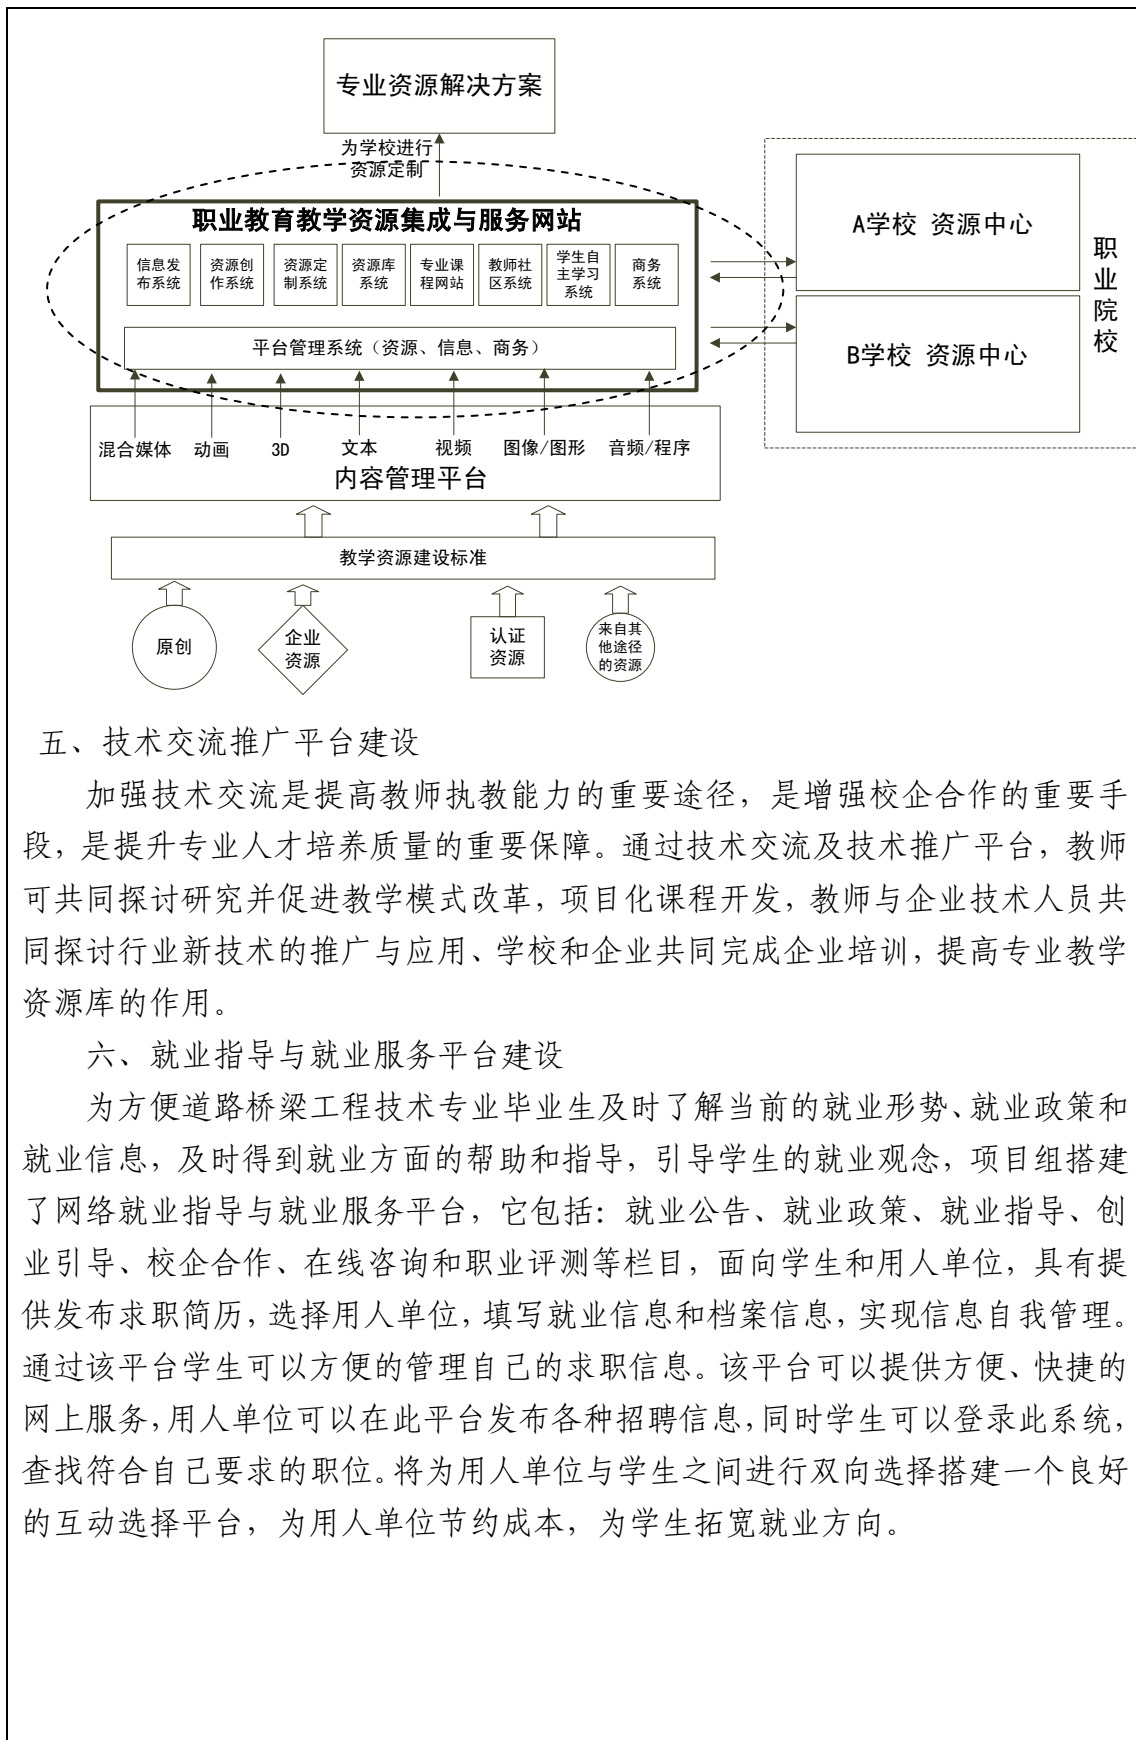 专业资源解决方案
为学校进行
资源定制
职业教育教学资源集成与服务网站
信息发
布系统
资源创
作系统
资源定
制系统
资源库
系统
专业课
程网站
教师社
区系统
学生自
主学习
系统
商务
系统
平台管理系统（资源、信息、商务）
A学校 资源中心
B学校 资源中心
职
业
院
校
混合媒体 动画 3D 文本 视频 图像/图形 音频/程序
内容管理平台
教学资源建设标准
原创
企业
资源
认证
资源
来自其
他途径
的资源
五、技术交流推广平台建设
加强技术交流是提高教师执教能力的重要途径，是增强校企合作的重要手
段，是提升专业人才培养质量的重要保障。通过技术交流及技术推广平台，教师
可共同探讨研究并促进教学模式改革，项目化课程开发，教师与企业技术人员共
同探讨行业新技术的推广与应用、学校和企业共同完成企业培训，提高专业教学
资源库的作用。
六、就业指导与就业服务平台建设
为方便道路桥梁工程技术专业毕业生及时了解当前的就业形势、就业政策和
就业信息，及时得到就业方面的帮助和指导，引导学生的就业观念，项目组搭建
了网络就业指导与就业服务平台，它包括：就业公告、就业政策、就业指导、创
业引导、校企合作、在线咨询和职业评测等栏目，面向学生和用人单位，具有提
供发布求职简历，选择用人单位，填写就业信息和档案信息，实现信息自我管理。
通过该平台学生可以方便的管理自己的求职信息。该平台可以提供方便、快捷的
网上服务，用人单位可以在此平台发布各种招聘信息，同时学生可以登录此系统，
查找符合自己要求的职位。将为用人单位与学生之间进行双向选择搭建一个良好
的互动选择平台，为用人单位节约成本，为学生拓宽就业方向。